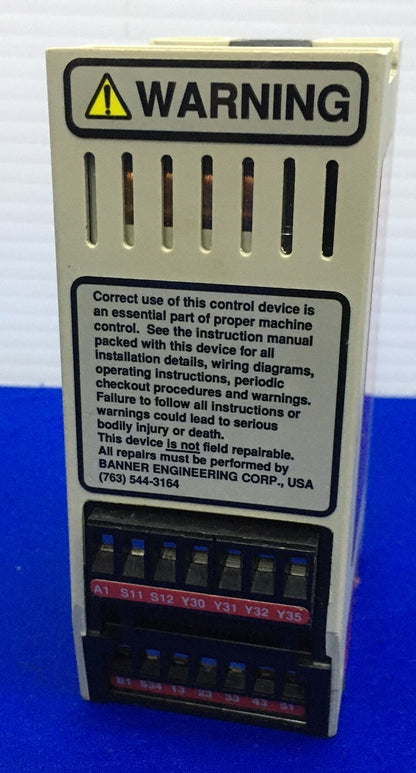 WARNING
Correct use of this control device is
an essential part of proper machine
control. See the instruction manual
packed with this device for all
installation details, wiring diagrams,
operating instructions, periodic
checkout procedures and warnings.
Failure to follow all instructions or
warnings could lead to serious
bodily injury or death.
This device is not field repairable.
All repairs must be performed by
BANNER ENGINEERING CORP., USA
(763) 544-3164
A1 S11 S12 Y30 Y31 Y32 Y35
B1 S34 13 23 33 43 51